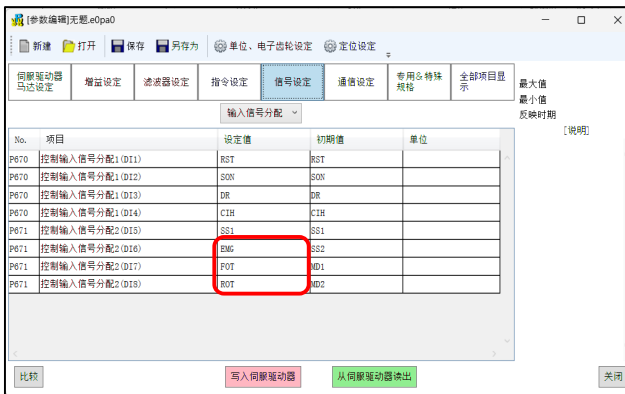 [参数编辑]无题.e0pa0
新建 打开 保存 另存为 单位、电子齿轮设定 定位设定
伺服驱动器马达设定 增益设定 滤波器设定 指令设定 信号设定 通信设定 专用&特殊规格 全部项目显示
最大值
最小值
反映时期
[说明]
输入信号分配
No. 项目 设定值 初期值 单位
P670 控制输入信号分配1(DI1) RST RST
P670 控制输入信号分配1(DI2) SON SON
P670 控制输入信号分配1(DI3) DR DR
P670 控制输入信号分配1(DI4) CIH CIH
P671 控制输入信号分配2(DI5) SS1 SS1
P671 控制输入信号分配2(DI6) EMG SS2
P671 控制输入信号分配2(DI7) FOT MD1
P671 控制输入信号分配2(DI8) ROT MD2
比较 写入伺服驱动器 从伺服驱动器读出 关闭